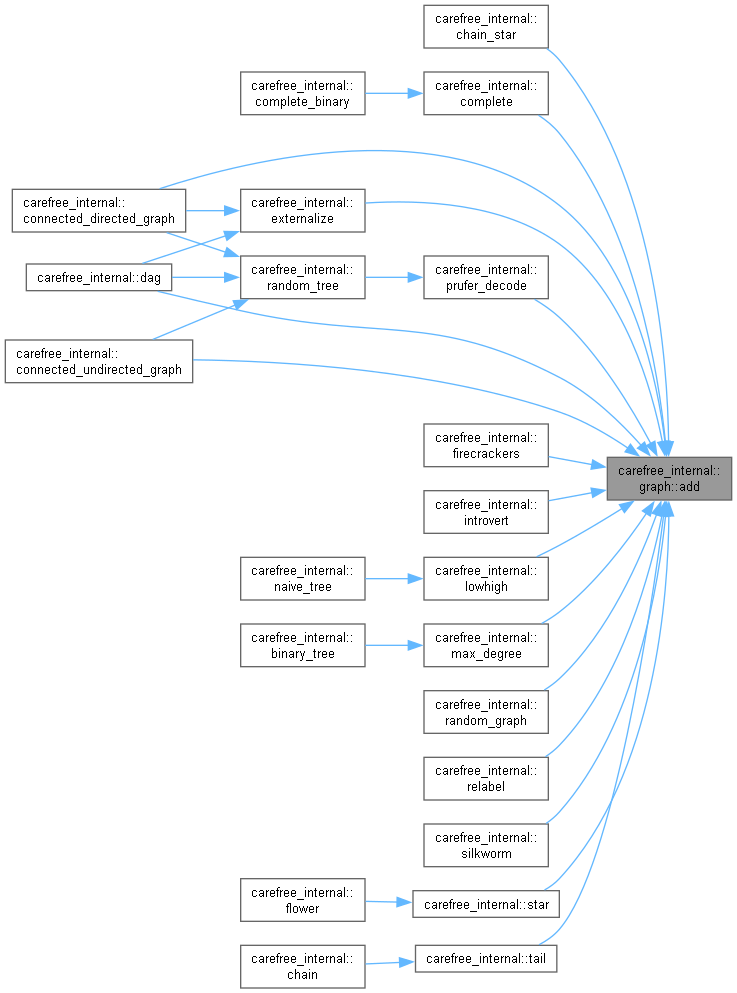 carefree_internal::
chain_star
carefree_internal::
complete_binary
carefree_internal::
complete
carefree_internal::
connected_directed_graph
carefree_internal::
externalize
carefree_internal::dag
carefree_internal::
random_tree
carefree_internal::
prufer_decode
carefree_internal::
connected_undirected_graph
carefree_internal::
firecrackers
carefree_internal::
graph::add
carefree_internal::
introvert
carefree_internal::
naive_tree
carefree_internal::
lowhigh
carefree_internal::
binary_tree
carefree_internal::
max_degree
carefree_internal::
random_graph
carefree_internal::
relabel
carefree_internal::
silkworm
carefree_internal::
flower
carefree_internal::star
carefree_internal::
chain
carefree_internal::tail